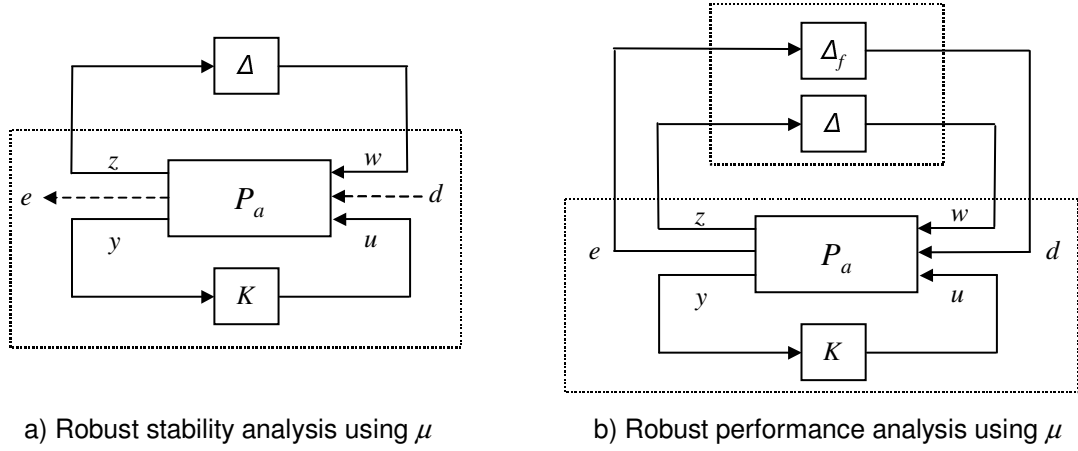 Δ
z
w
e
P_a
d
y
u
K
a) Robust stability analysis using μ
Δ_f
Δ
z
w
e
P_a
d
y
u
K
b) Robust performance analysis using μ